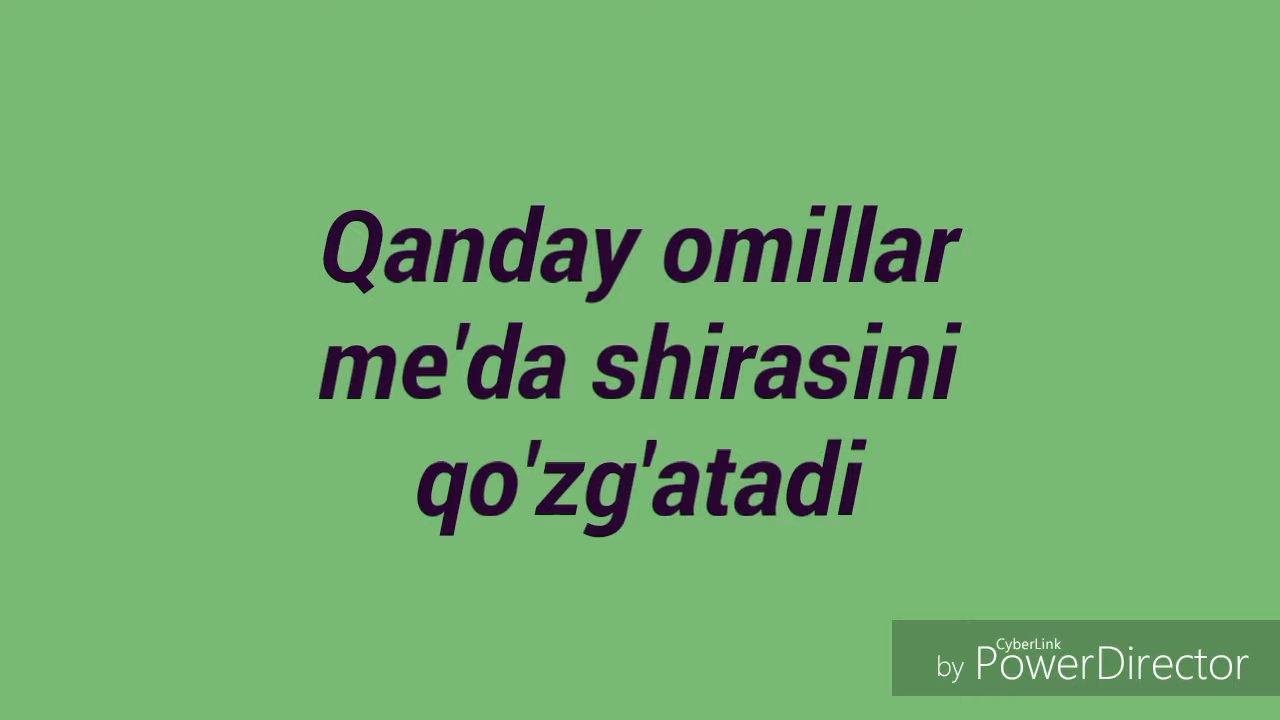 Qanday omillar
me'da shirasini
qo'zg'atadi
CyberLink
by PowerDirector